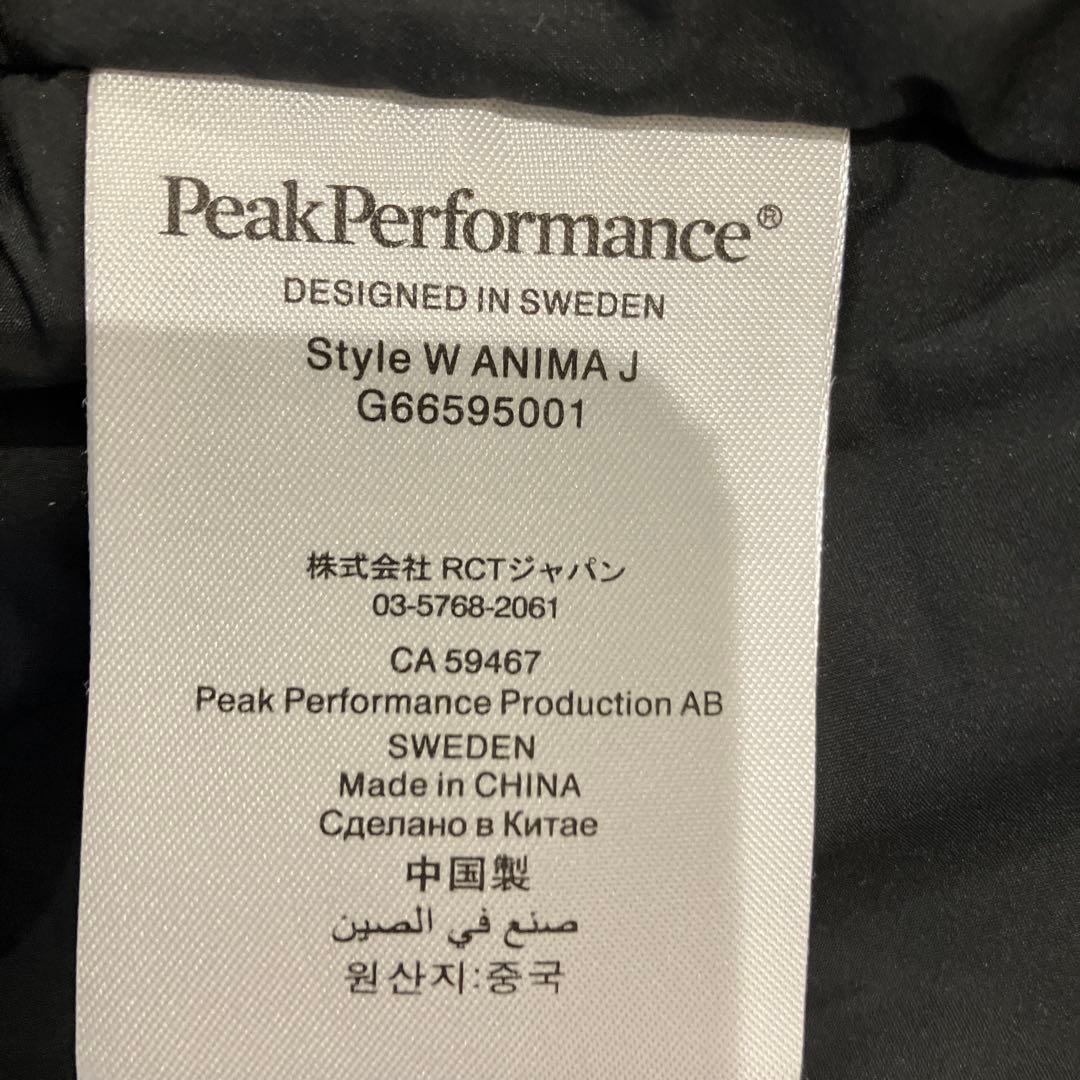 PeakPerformance®
DESIGNED IN SWEDEN
Style W ANIMA J
G66595001
株式会社 RCTジャパン
03-5768-2061
CA 59467
Peak Performance Production AB
SWEDEN
Made in CHINA
Сделано в Китае
中国製
صنع في الصين
원산지:중국